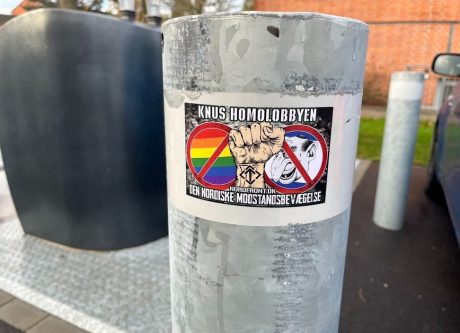 KNUS HOMOLOBBYEN
NORDFRONT.DK
DEN NORDISKE MODSTANDSBEVÆGELSE